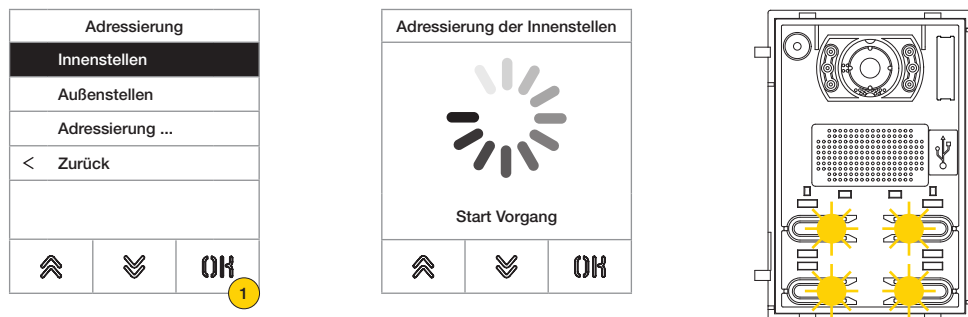 Adressierung
Innenstellen
Außenstellen
Adressierung ...
< Zurück
OK
1
Adressierung der Innenstellen
Start Vorgang
OK